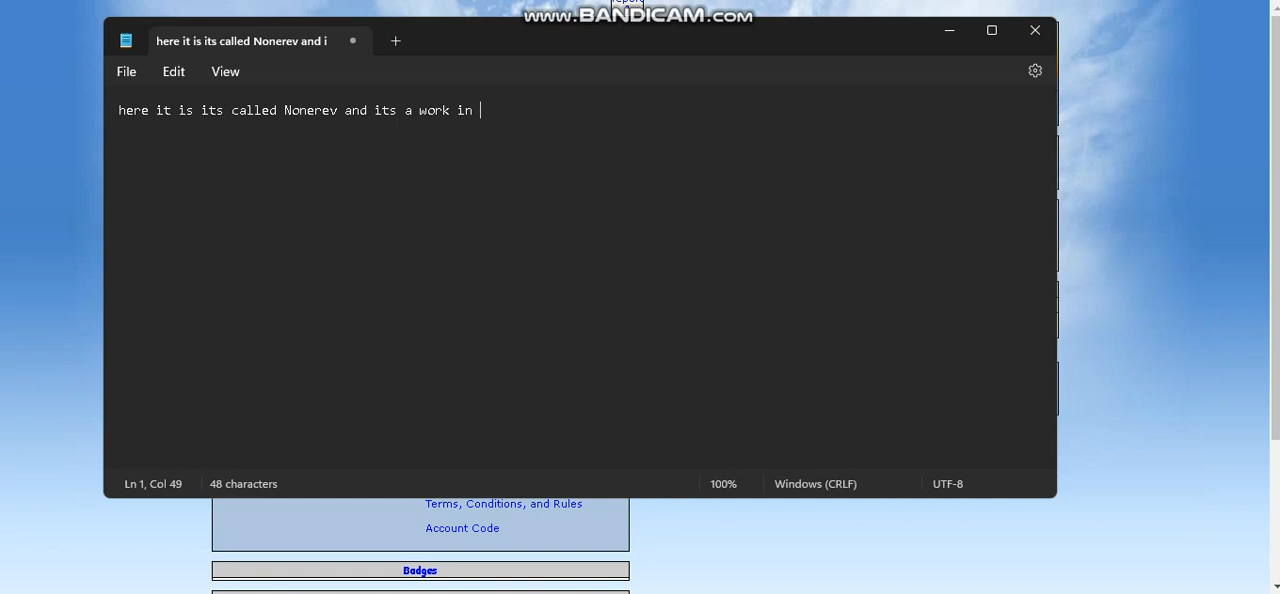 www.BANDICAM.com
here it is its called Nonerev and i
File Edit View
here it is its called Nonerev and its a work in
Ln 1, Col 49 48 characters 100% Windows (CRLF) UTF-8
Terms, Conditions, and Rules
Account Code
Badges